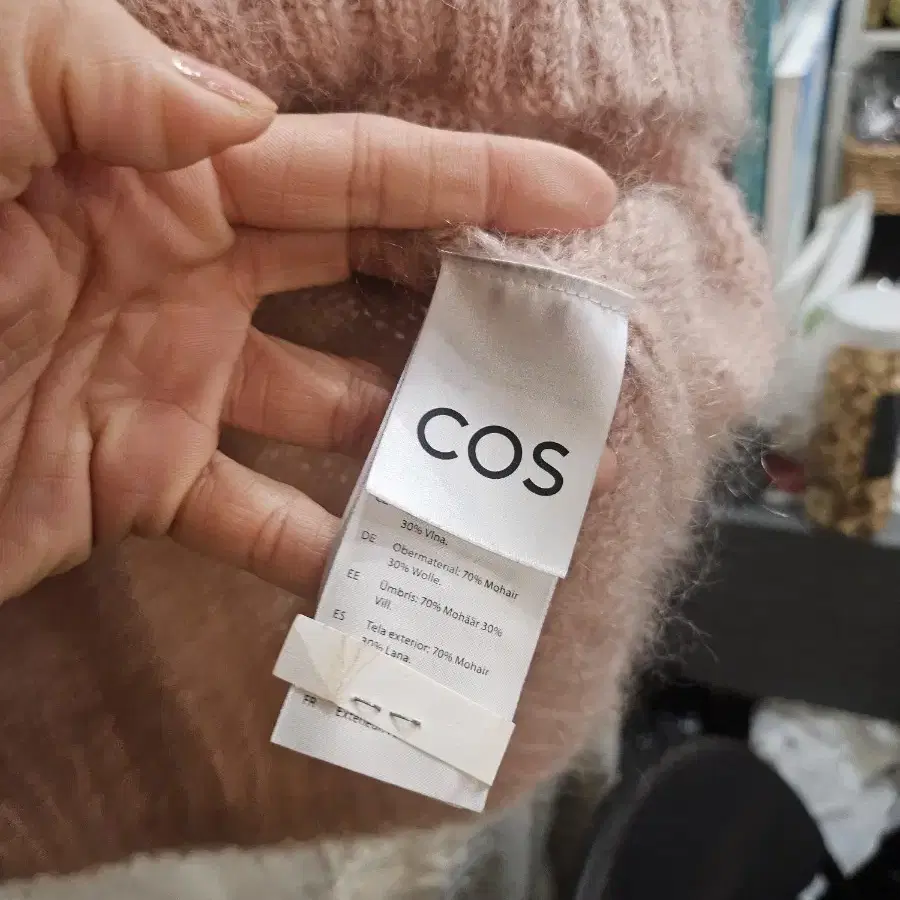 COS
30% Vlna.
DE Obermaterial: 70% Mohair
30% Wolle.
EE Ümbris: 70% Mohäär 30%
Vill.
ES Tela exterior: 70% Mohair
30% Lana.
FR